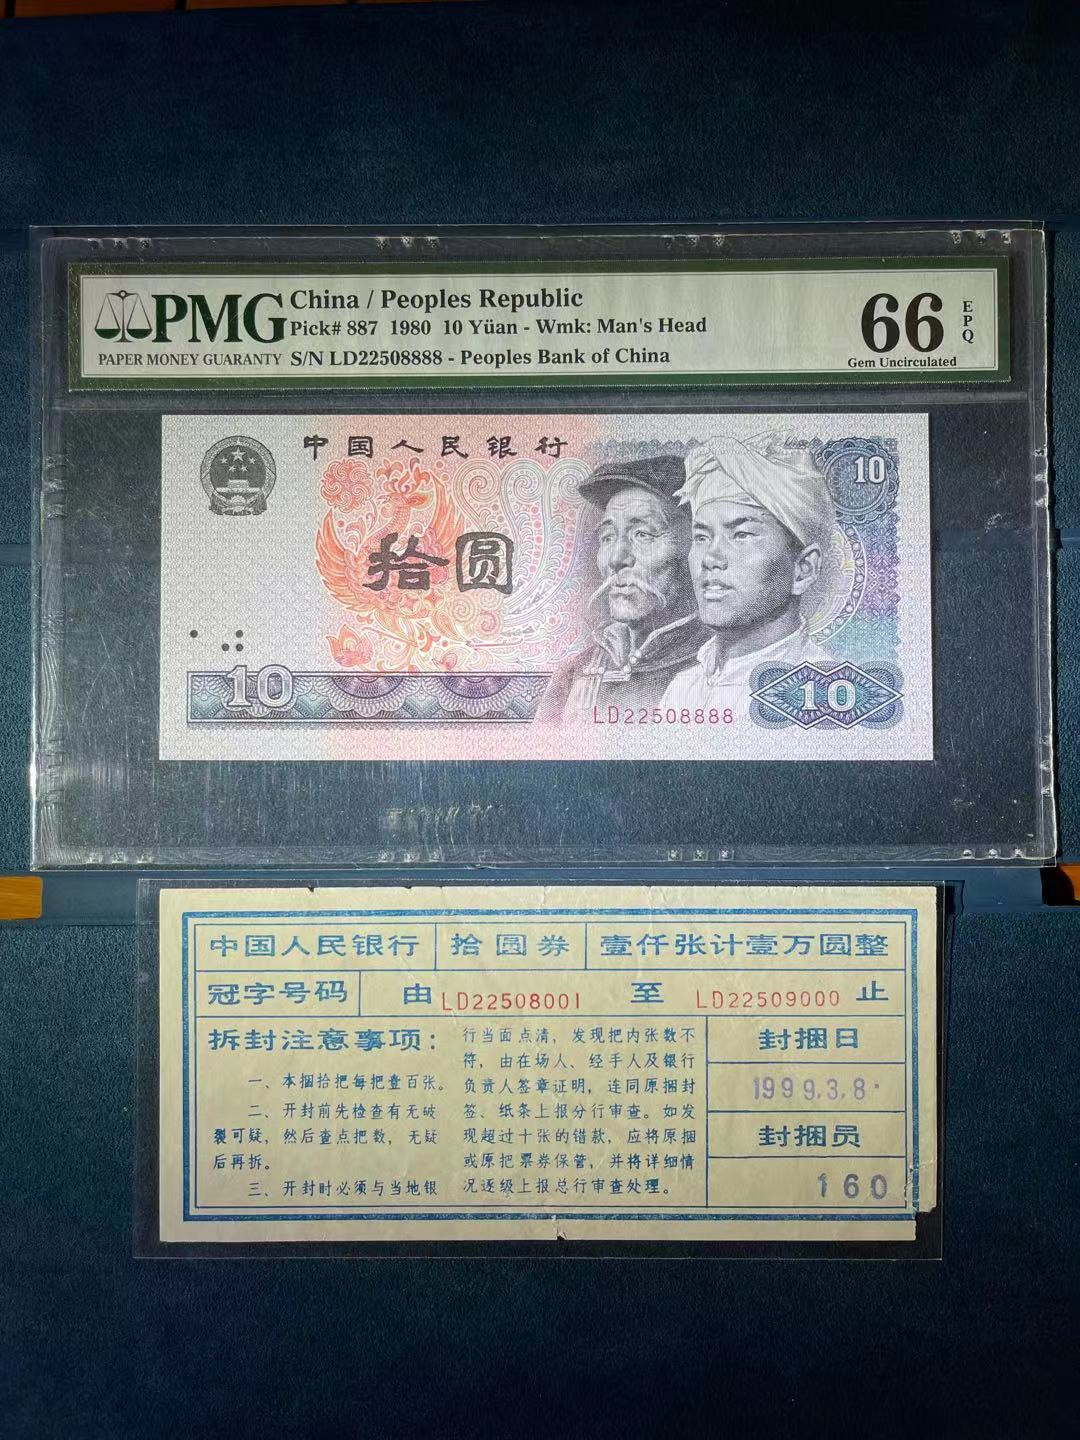 PMG
PAPER MONEY GUARANTY
China / Peoples Republic
Pick# 887 1980 10 Yüan - Wmk: Man's Head
S/N LD22508888 - Peoples Bank of China
66
EPQ
Gem Uncirculated
中国人民银行
10
拾圆
10
LD22508888
10
中国人民银行 拾圆券 壹仟张计壹万圆整
冠字号码 由 LD22508001 至 LD22509000 止
拆封注意事项：
一、本捆拾把每把壹百张。
二、开封前先检查有无破
裂可疑，然后查点把数，无疑
后再拆。
三、开封时必须与当地银
行当面点清，发现把内张数不
符，由在场人、经手人及银行
负责人签章证明，连同原捆封
签、纸条上报分行审查。如发
现超过十张的错款，应将原捆
或原把票券保管，并将详细情
况逐级上报总行审查处理。
封捆日
1999.3.8.
封捆员
160